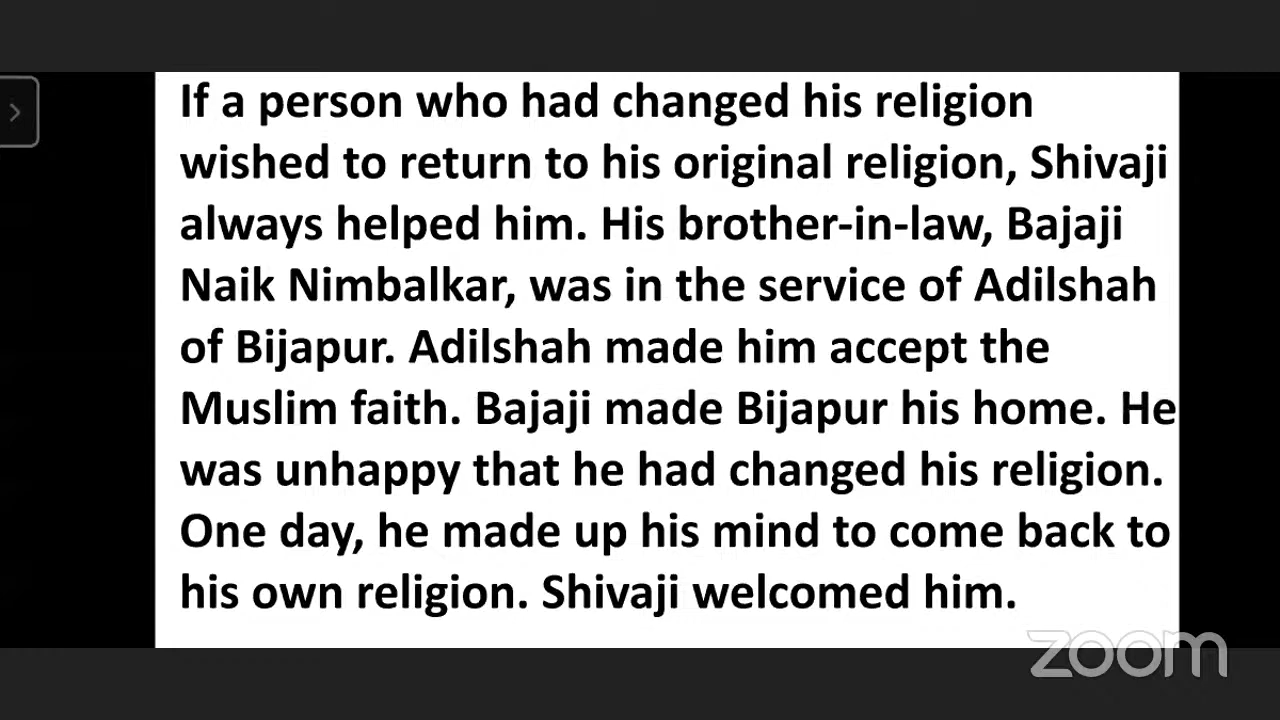 If a person who had changed his religion
wished to return to his original religion, Shivaji
always helped him. His brother-in-law, Bajaji
Naik Nimbalkar, was in the service of Adilshah
of Bijapur. Adilshah made him accept the
Muslim faith. Bajaji made Bijapur his home. He
was unhappy that he had changed his religion.
One day, he made up his mind to come back to
his own religion. Shivaji welcomed him.
zoom